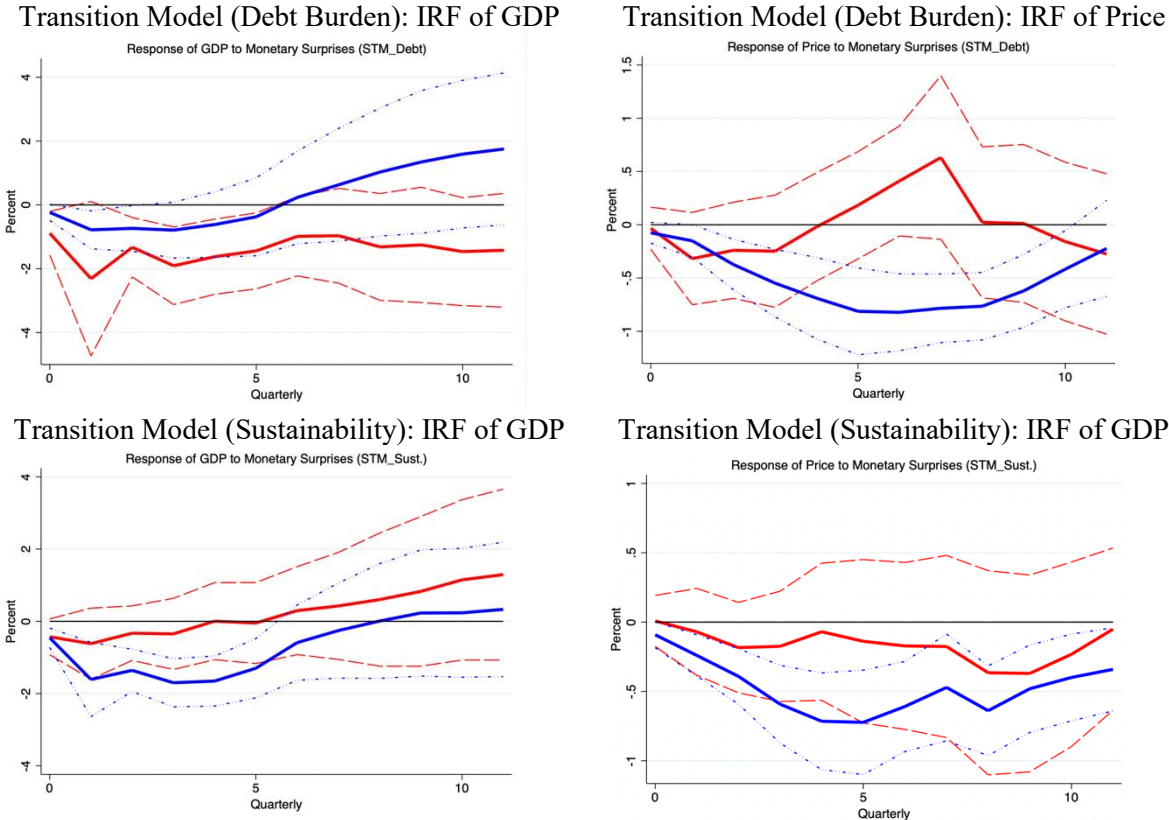 Transition Model (Debt Burden): IRF of GDP
Response of GDP to Monetary Surprises (STM_Debt)
4
2
0
-2
-4
Percent
0 5 10
Quarterly
Transition Model (Debt Burden): IRF of Price
Response of Price to Monetary Surprises (STM_Debt)
1.5
1
.5
0
-.5
-1
Percent
0 5 10
Quarterly
Transition Model (Sustainability): IRF of GDP
Response of GDP to Monetary Surprises (STM_Sust.)
4
2
0
-2
-4
Percent
0 5 10
Quarterly
Transition Model (Sustainability): IRF of GDP
Response of Price to Monetary Surprises (STM_Sust.)
1
.5
0
-.5
-1
Percent
0 5 10
Quarterly